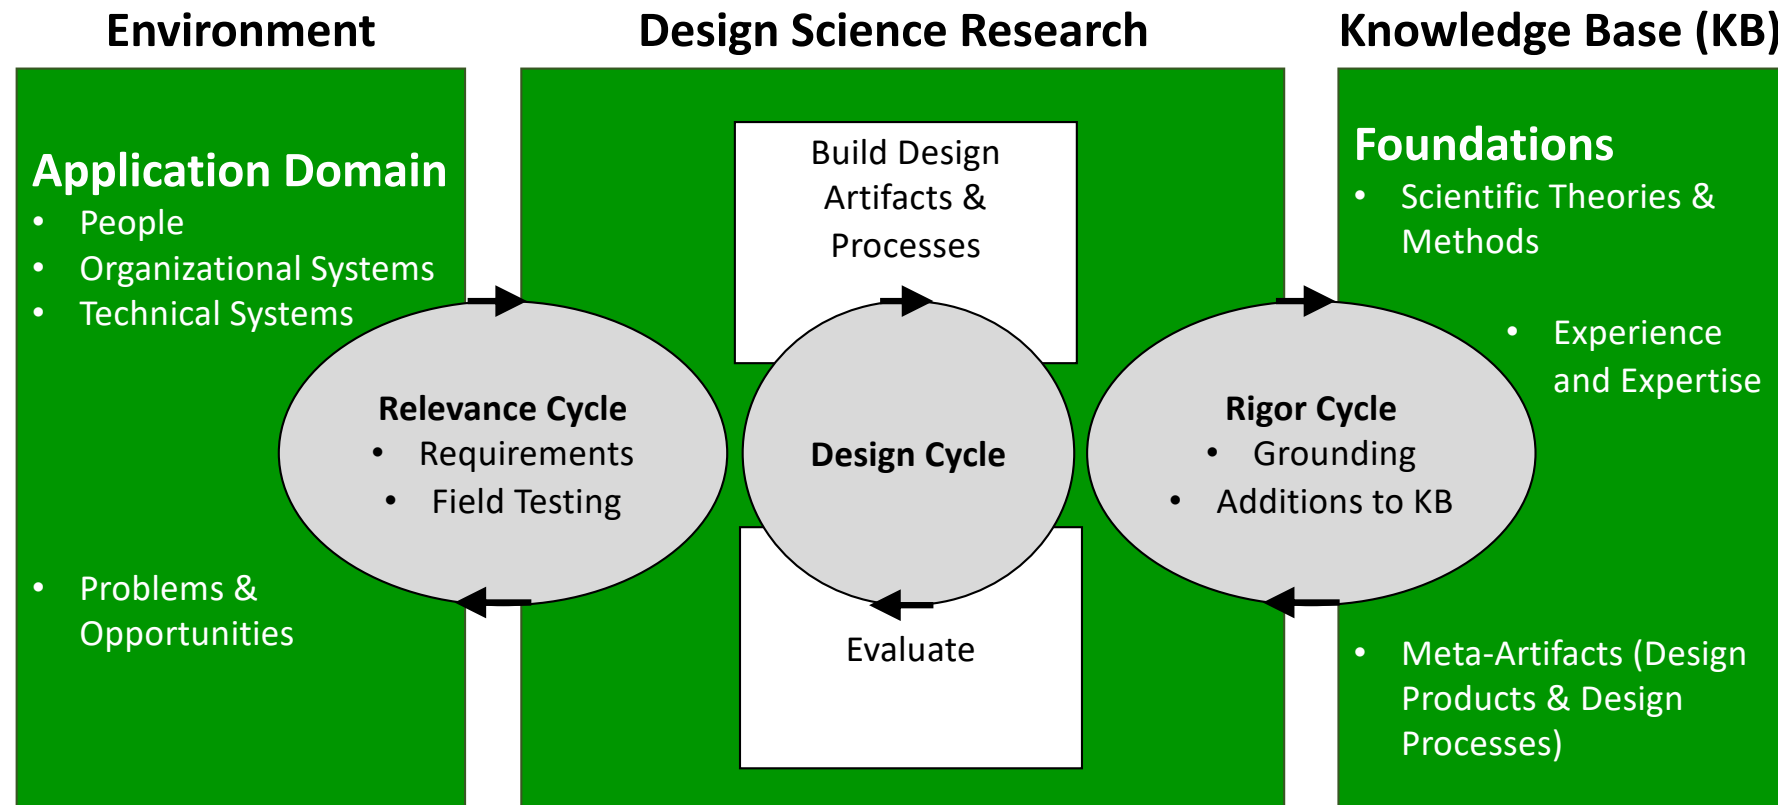 Environment
Design Science Research
Knowledge Base (KB)
Application Domain
• People
• Organizational Systems
• Technical Systems
• Problems &
Opportunities
Relevance Cycle
• Requirements
• Field Testing
Build Design
Artifacts &
Processes
Design Cycle
Evaluate
Rigor Cycle
• Grounding
• Additions to KB
Foundations
• Scientific Theories &
Methods
• Experience
and Expertise
• Meta-Artifacts (Design
Products & Design
Processes)